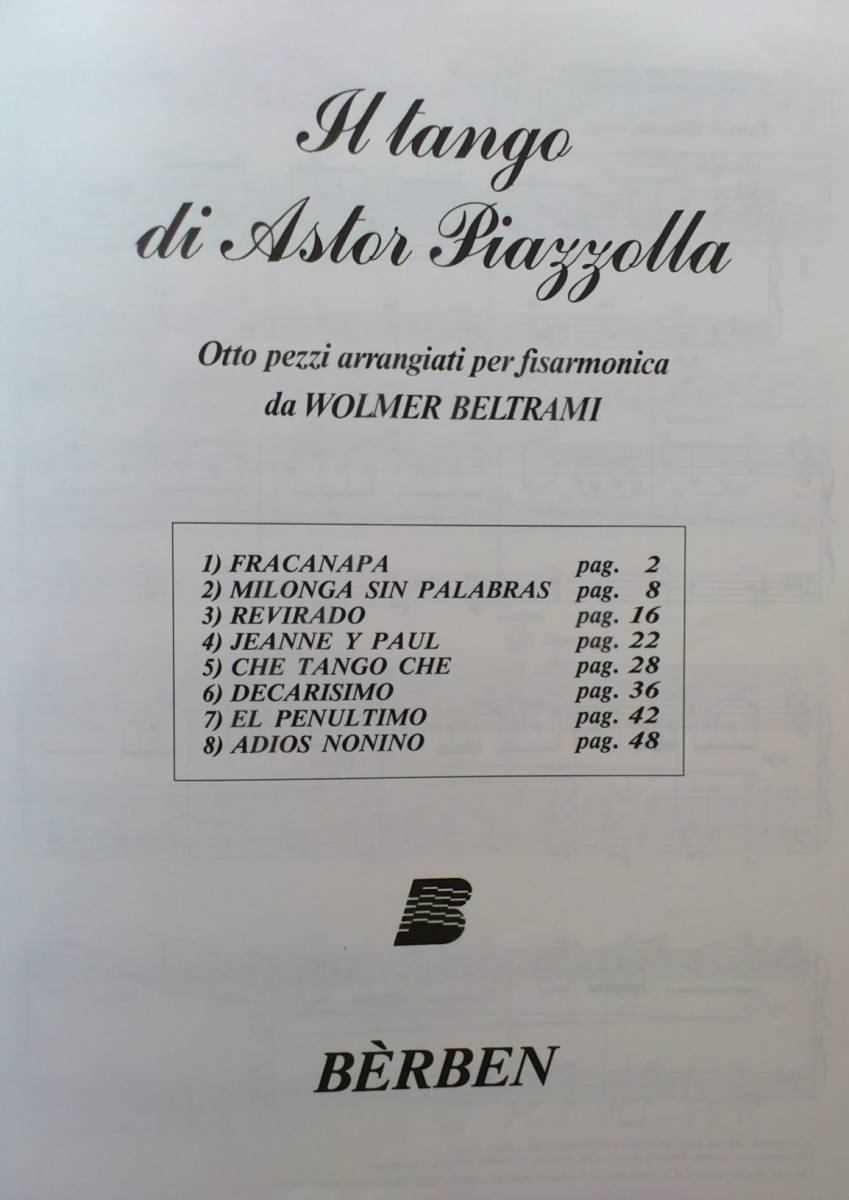 Il tango
di Astor Piazzolla
Otto pezzi arrangiati per fisarmonica
da WOLMER BELTRAMI
1) FRACANAPA pag. 2
2) MILONGA SIN PALABRAS pag. 8
3) REVIRADO pag. 16
4) JEANNE Y PAUL pag. 22
5) CHE TANGO CHE pag. 28
6) DECARISIMO pag. 36
7) EL PENULTIMO pag. 42
8) ADIOS NONINO pag. 48
B
BÈRBEN